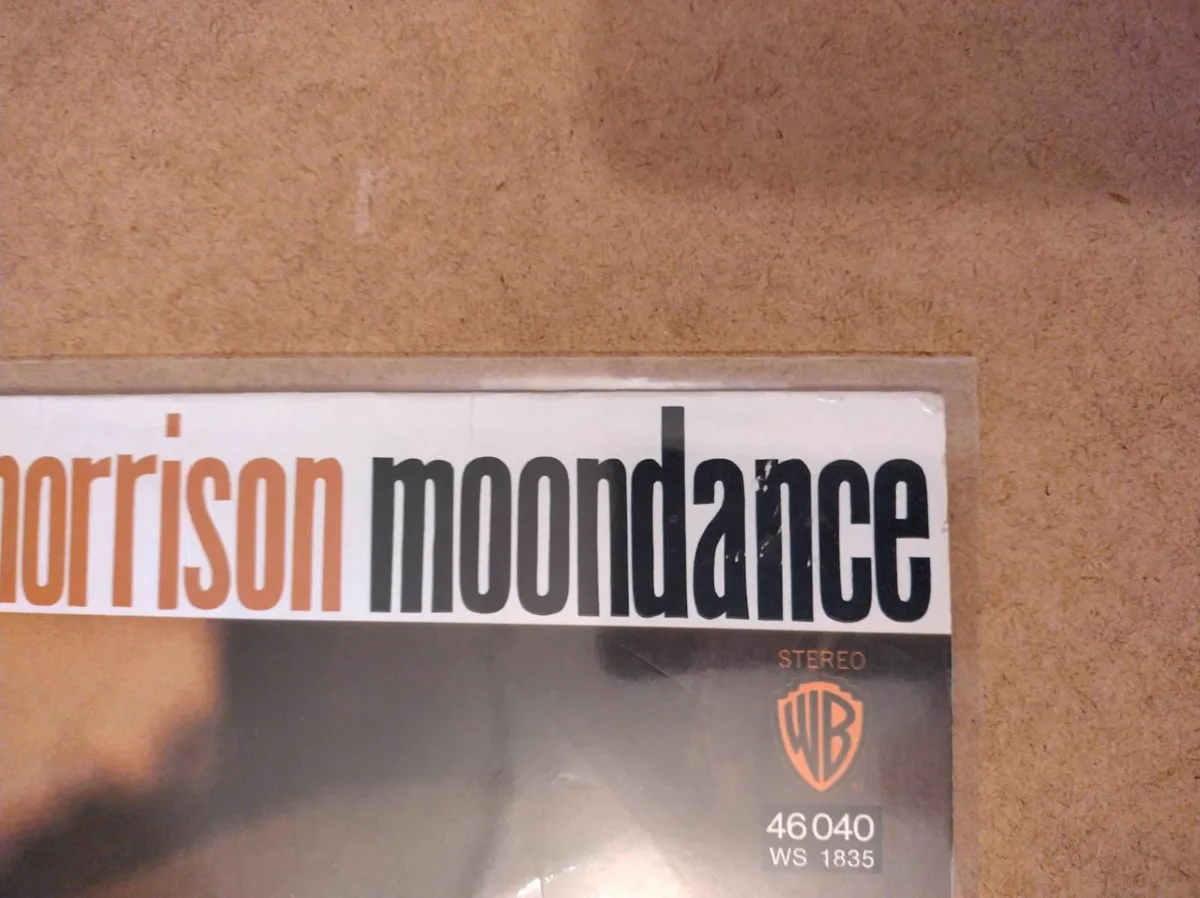 morrison moondance
STEREO
WB
46 040
WS 1835